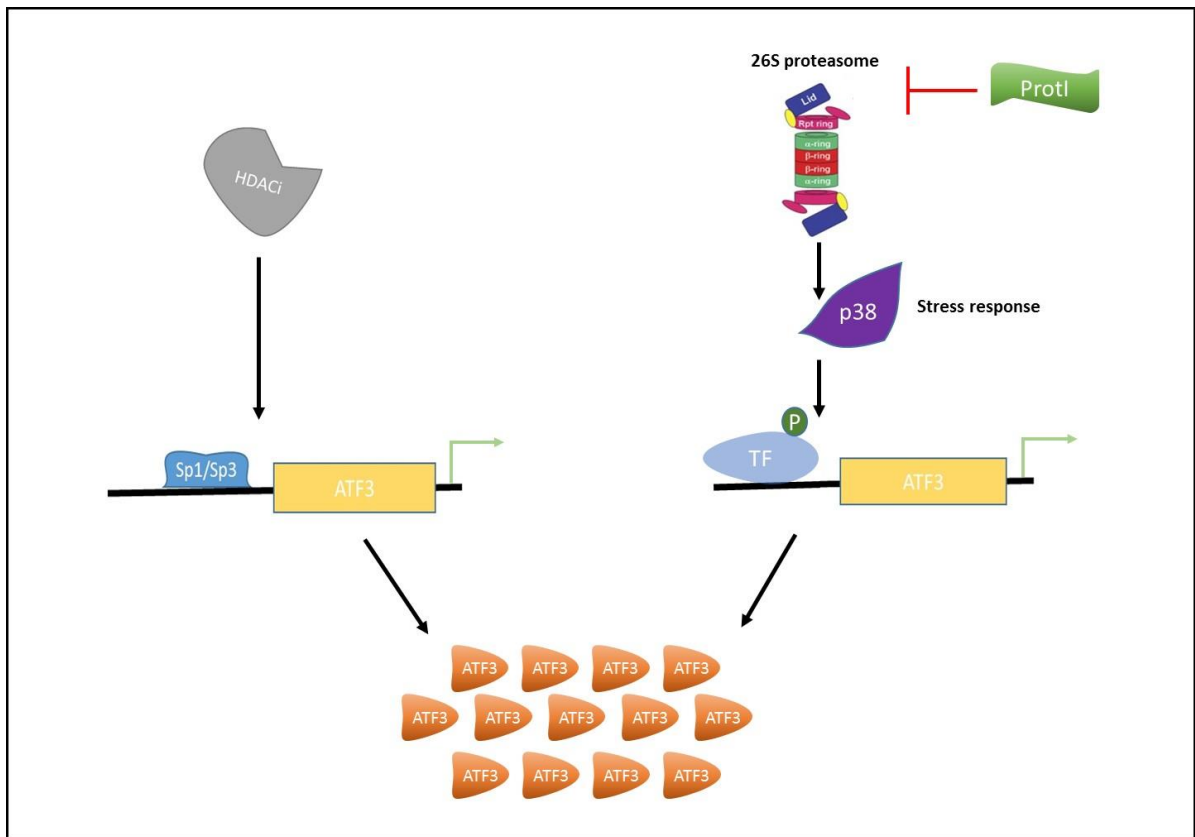 26S proteasome
ProtI
Lid
Rpt ring
α-ring
β-ring
β-ring
α-ring
HDACi
p38
Stress response
P
Sp1/Sp3
ATF3
TF
ATF3
ATF3 ATF3 ATF3 ATF3
ATF3 ATF3 ATF3 ATF3 ATF3
ATF3 ATF3 ATF3 ATF3